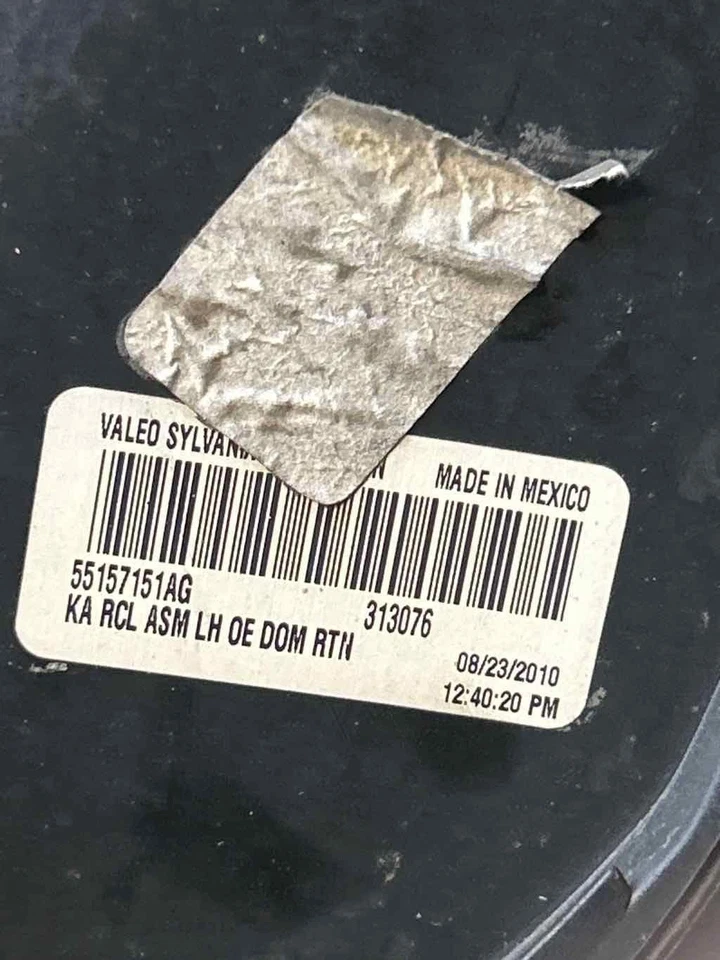 VALEO SYLVAN
MADE IN MEXICO
55157151AG
313076
KA RCL ASM LH OE DOM RTN
08/23/2010
12:40:20 PM